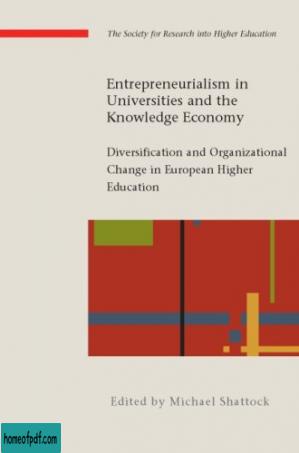 The Society for Research into Higher Education
Entrepreneurialism in
Universities and the
Knowledge Economy
Diversification and Organizational
Change in European Higher
Education
Edited by Michael Shattock
homeofpdf.com